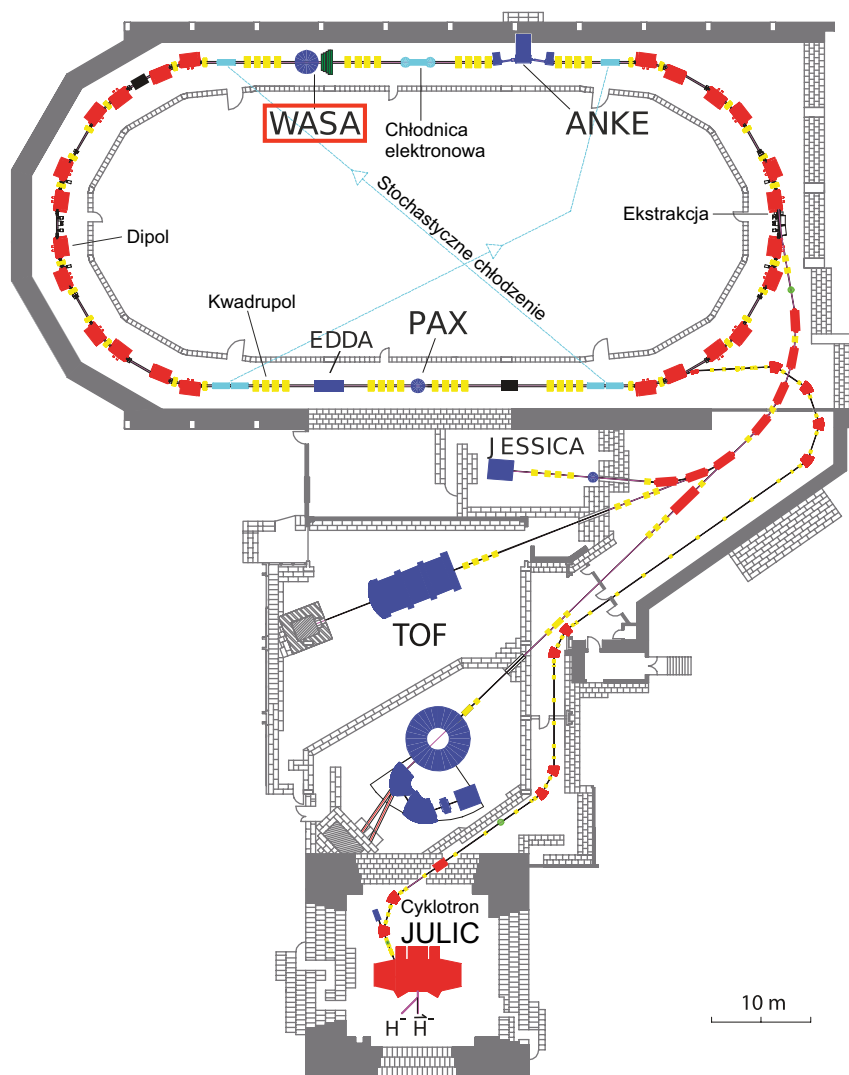 WASA
Chłodnica
elektronowa
ANKE
Stochastyczne chłodzenie
Ekstrakcja
Dipol
Kwadrupol
EDDA
PAX
JESSICA
TOF
Cyklotron
JULIC
H⁻ H⃗⁻
10 m